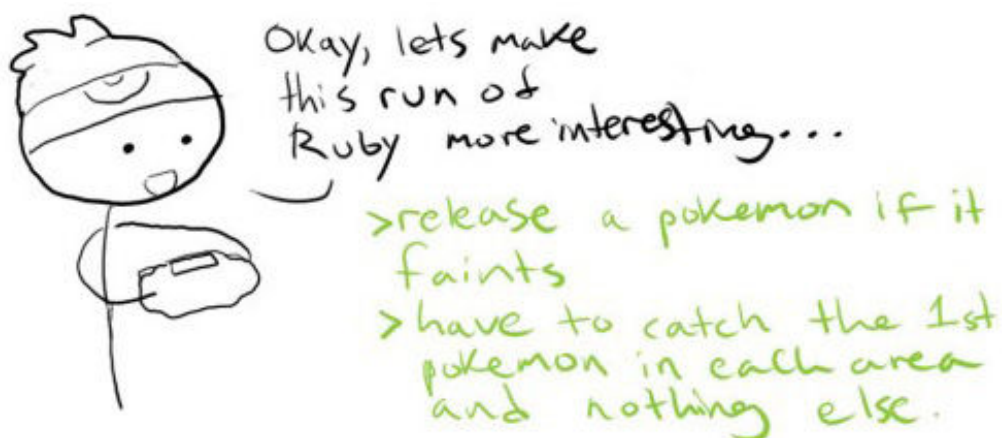 Okay, lets make
this run of
Ruby more interesting...
>release a pokemon if it
faints
>have to catch the 1st
pokemon in each area
and nothing else.